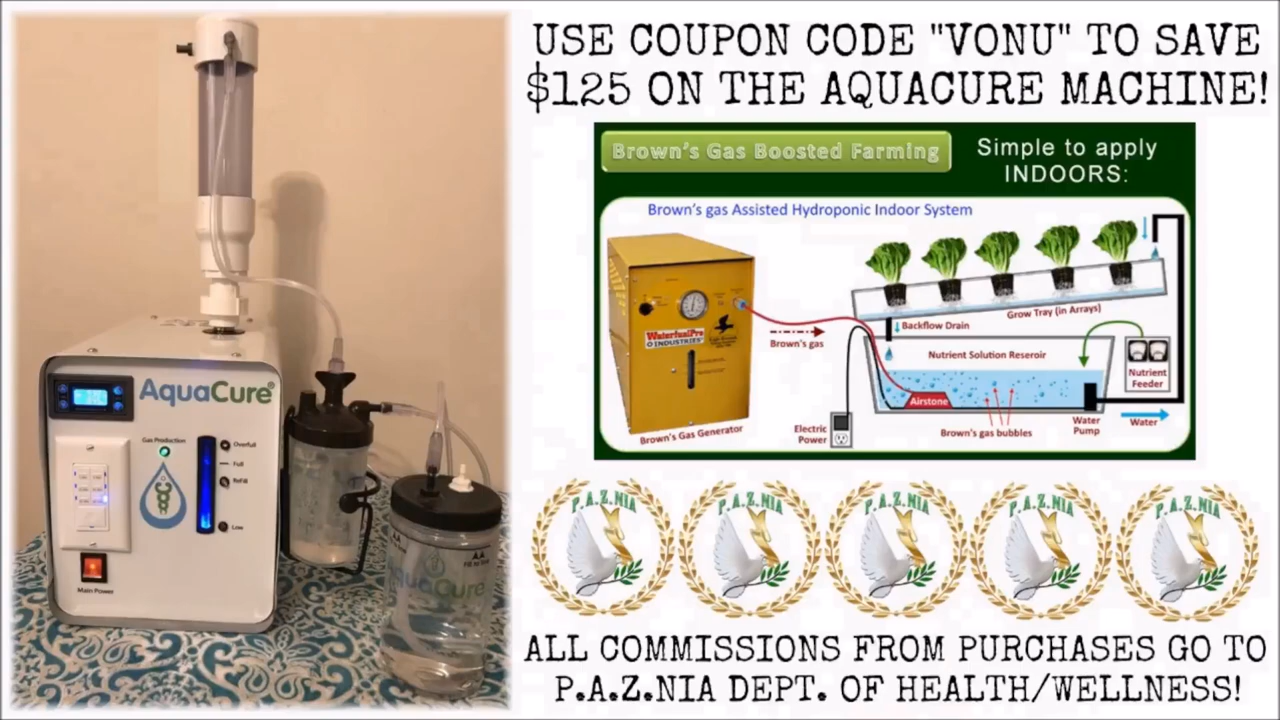 USE COUPON CODE "VONU" TO SAVE
$125 ON THE AQUACURE MACHINE!
AquaCure®
Gas Production
Overfull
Full
Refill
Low
Main Power
AquaCure
Brown's Gas Boosted Farming
Simple to apply
INDOORS:
Brown's gas Assisted Hydroponic Indoor System
WaterfuelPro
INDUSTRIES
Brown's Gas Generator
Brown's gas
Electric
Power
Backflow Drain
Grow Tray (in Arrays)
Nutrient Solution Reseroir
Airstone
Brown's gas bubbles
Water
Pump
Water
Nutrient
Feeder
P.A.Z.NIA
P.A.Z.NIA
P.A.Z.NIA
P.A.Z.NIA
P.A.Z.NIA
ALL COMMISSIONS FROM PURCHASES GO TO
P.A.Z.NIA DEPT. OF HEALTH/WELLNESS!